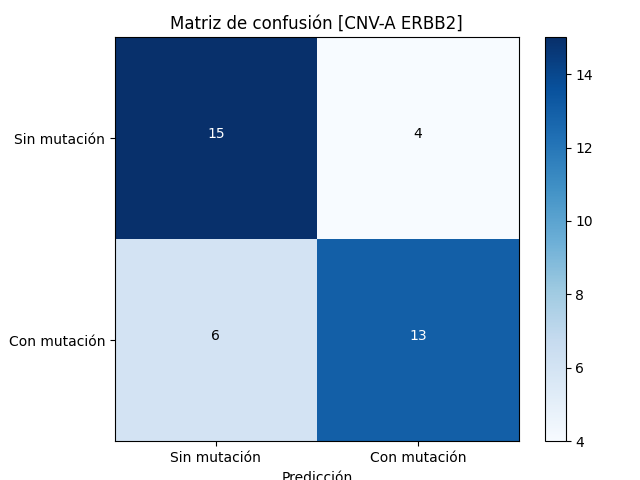 Matriz de confusión [CNV-A ERBB2]
Sin mutación
15
4
Con mutación
6
13
Sin mutación
Con mutación
Predicción
14
12
10
8
6
4